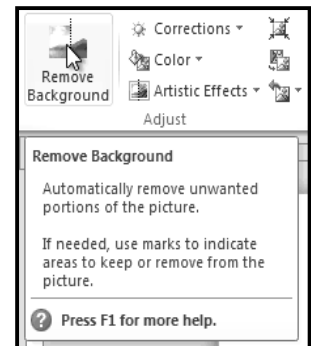 Corrections
Color
Remove
Background
Artistic Effects
Adjust
Remove Background
Automatically remove unwanted
portions of the picture.
If needed, use marks to indicate
areas to keep or remove from the
picture.
Press F1 for more help.